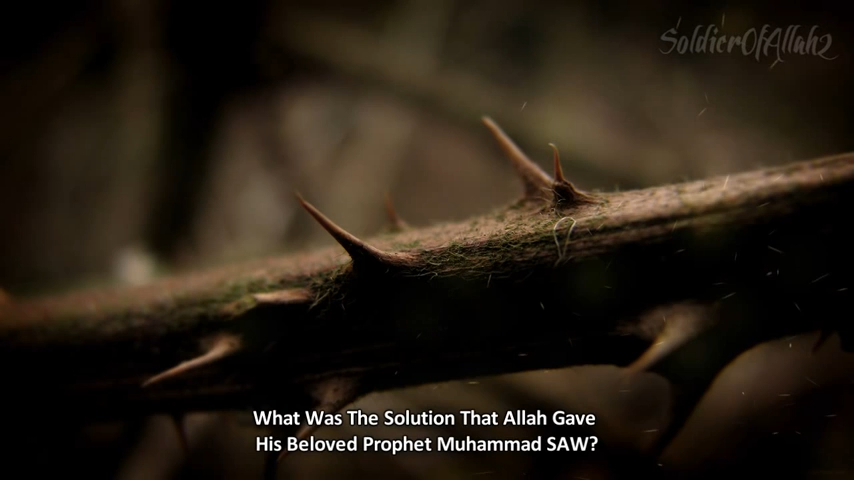 SoldierOfAllah2
What Was The Solution That Allah Gave
His Beloved Prophet Muhammad SAW?